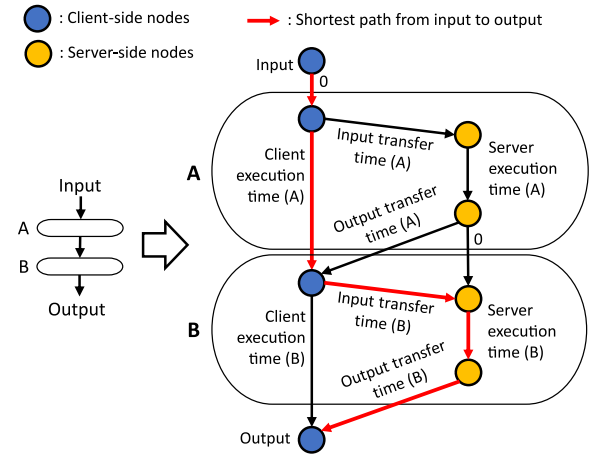 : Client-side nodes
: Shortest path from input to output
: Server-side nodes
Input
0
A
Input transfer
time (A)
Client
execution
time (A)
Server
execution
time (A)
Output transfer
time (A)
0
Input
A
B
Output
B
Input transfer
time (B)
Client
execution
time (B)
Server
execution
time (B)
Output transfer
time (B)
Output